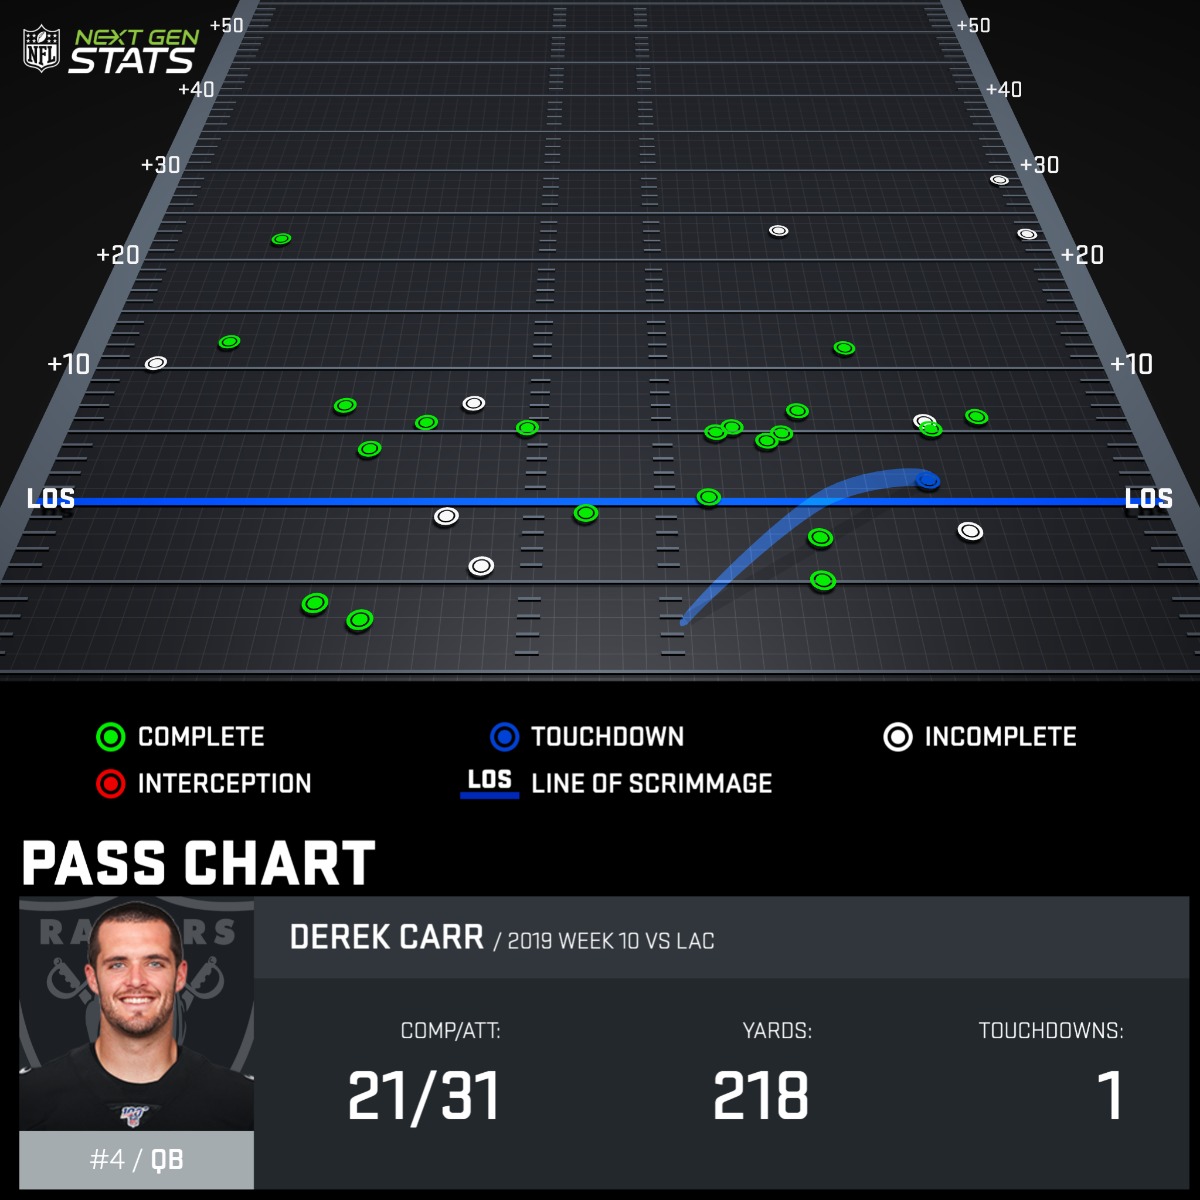 NFL
NEXT GEN
STATS
+50 +50
+40 +40
+30 +30
+20 +20
+10 +10
LOS LOS
COMPLETE TOUCHDOWN INCOMPLETE
INTERCEPTION LOS LINE OF SCRIMMAGE
PASS CHART
RAIDERS
DEREK CARR / 2019 WEEK 10 VS LAC
COMP/ATT: YARDS: TOUCHDOWNS:
21/31 218 1
100
#4 / QB